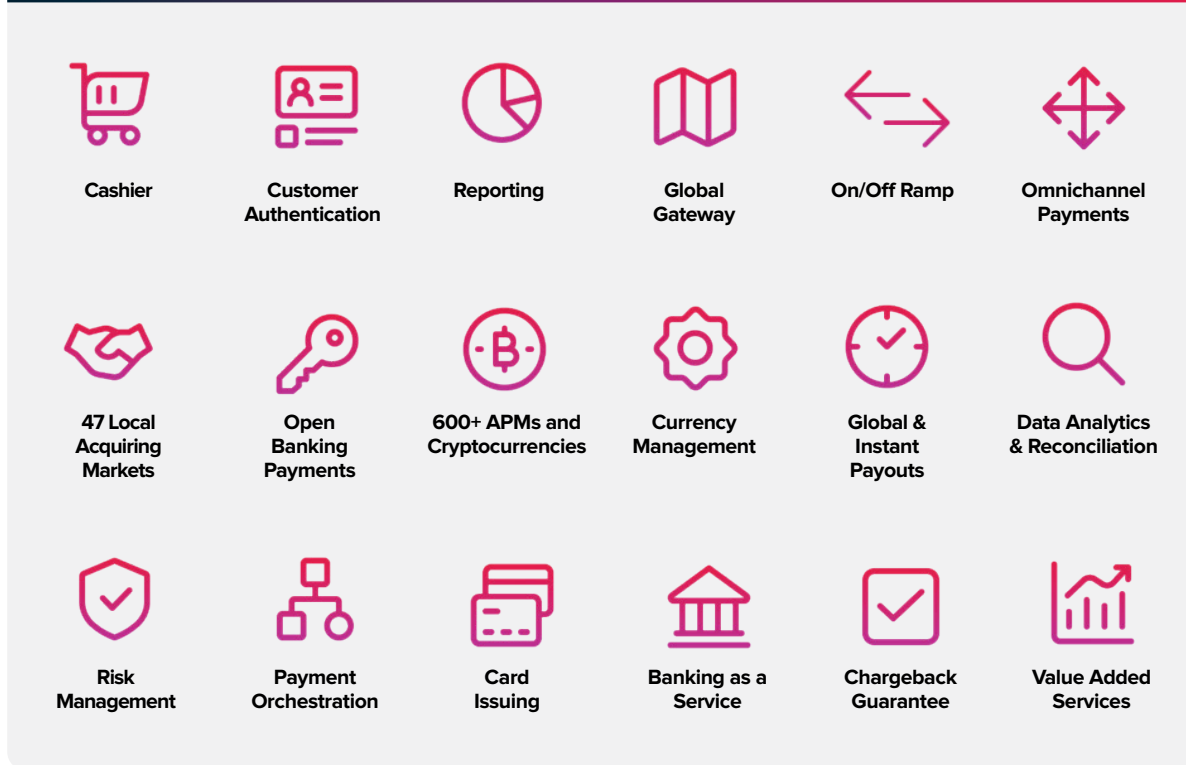 Cashier
Customer
Authentication
Reporting
Global
Gateway
On/Off Ramp
Omnichannel
Payments
47 Local
Acquiring
Markets
Open
Banking
Payments
600+ APMs and
Cryptocurrencies
Currency
Management
Global &
Instant
Payouts
Data Analytics
& Reconciliation
Risk
Management
Payment
Orchestration
Card
Issuing
Banking as a
Service
Chargeback
Guarantee
Value Added
Services